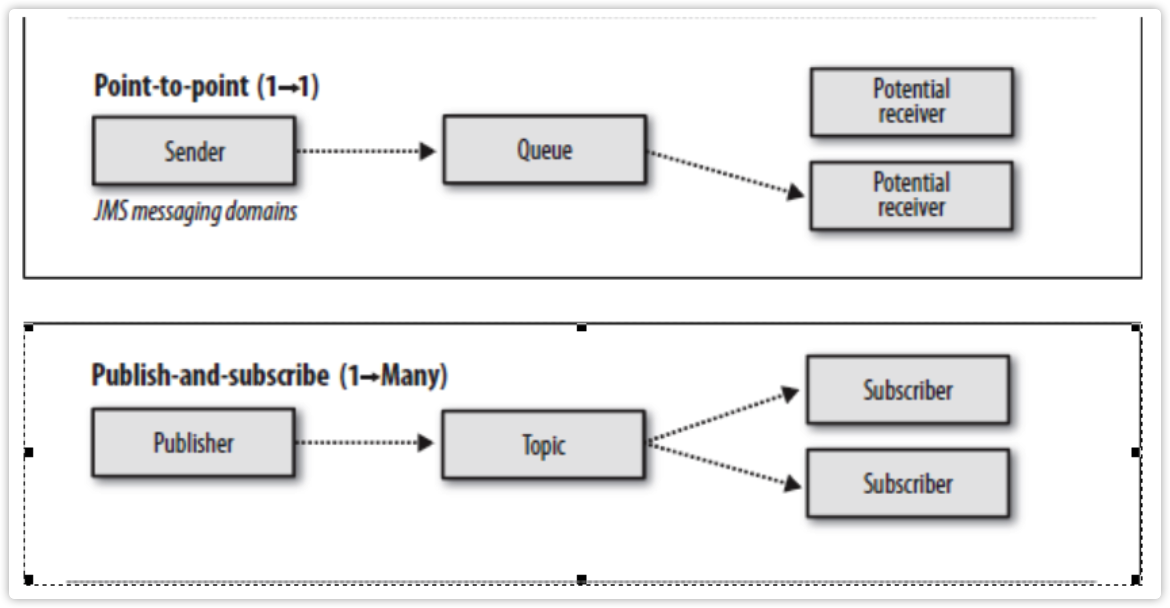 Point-to-point (1→1)
Sender
Queue
Potential
receiver
Potential
receiver
JMS messaging domains
Publish-and-subscribe (1→Many)
Publisher
Topic
Subscriber
Subscriber